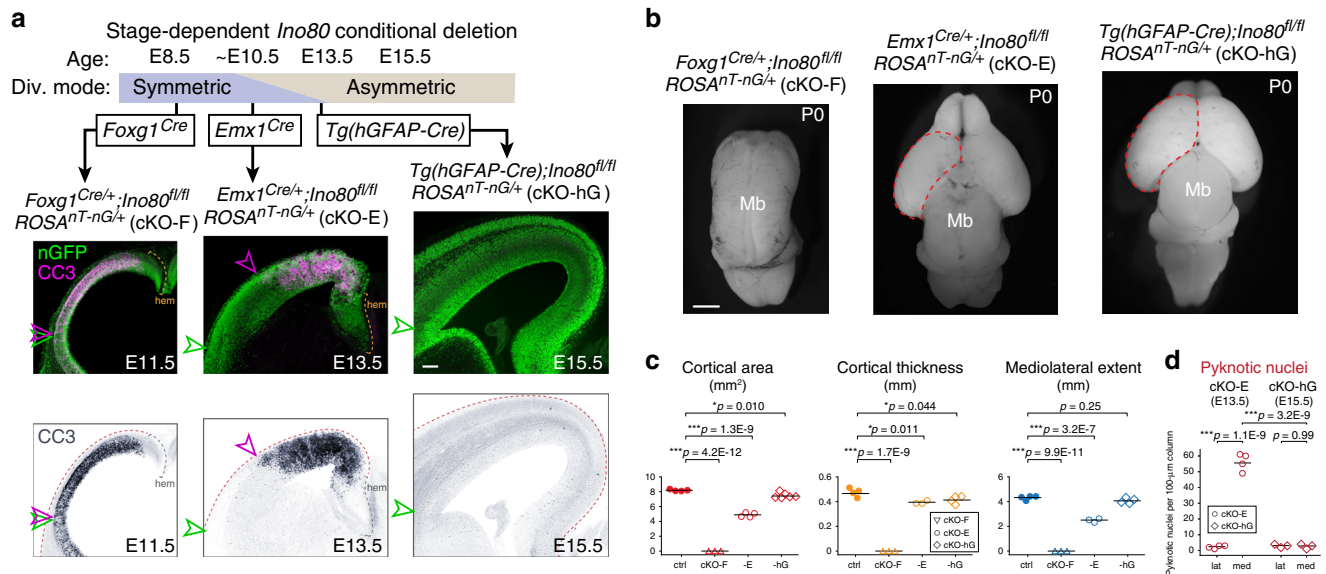 a
Stage-dependent Ino80 conditional deletion
Age: E8.5 ~E10.5 E13.5 E15.5
Div. mode: Symmetric Asymmetric
Foxg1Cre Emx1Cre Tg(hGFAP-Cre)
Foxg1Cre/+;Ino80fl/fl
ROSAnT-nG/+ (cKO-F)
Emx1Cre/+;Ino80fl/fl
ROSAnT-nG/+ (cKO-E)
Tg(hGFAP-Cre);Ino80fl/fl
ROSAnT-nG/+ (cKO-hG)
nGFP
CC3
hem
E11.5
hem
E13.5
E15.5
CC3
hem
E11.5
hem
E13.5
E15.5
b
Foxg1Cre/+;Ino80fl/fl
ROSAnT-nG/+ (cKO-F)
P0
Mb
Emx1Cre/+;Ino80fl/fl
ROSAnT-nG/+ (cKO-E)
P0
Mb
Tg(hGFAP-Cre);Ino80fl/fl
ROSAnT-nG/+ (cKO-hG)
P0
Mb
c
Cortical area
(mm²)
*p = 0.010
***p = 1.3E-9
***p = 4.2E-12
10
8
6
4
2
0
ctrl cKO-F -E -hG
Cortical thickness
(mm)
*p = 0.044
*p = 0.011
***p = 1.7E-9
0.6
0.4
0.2
0
cKO-F
cKO-E
cKO-hG
ctrl cKO-F -E -hG
Mediolateral extent
(mm)
p = 0.25
***p = 3.2E-7
***p = 9.9E-11
6
4
2
0
ctrl cKO-F -E -hG
d
Pyknotic nuclei
cKO-E
(E13.5)
cKO-hG
(E15.5)
***p = 3.2E-9
***p = 1.1E-9 p = 0.99
Pyknotic nuclei per 100-µm column
60
50
40
30
20
10
0
cKO-E
cKO-hG
lat med lat med